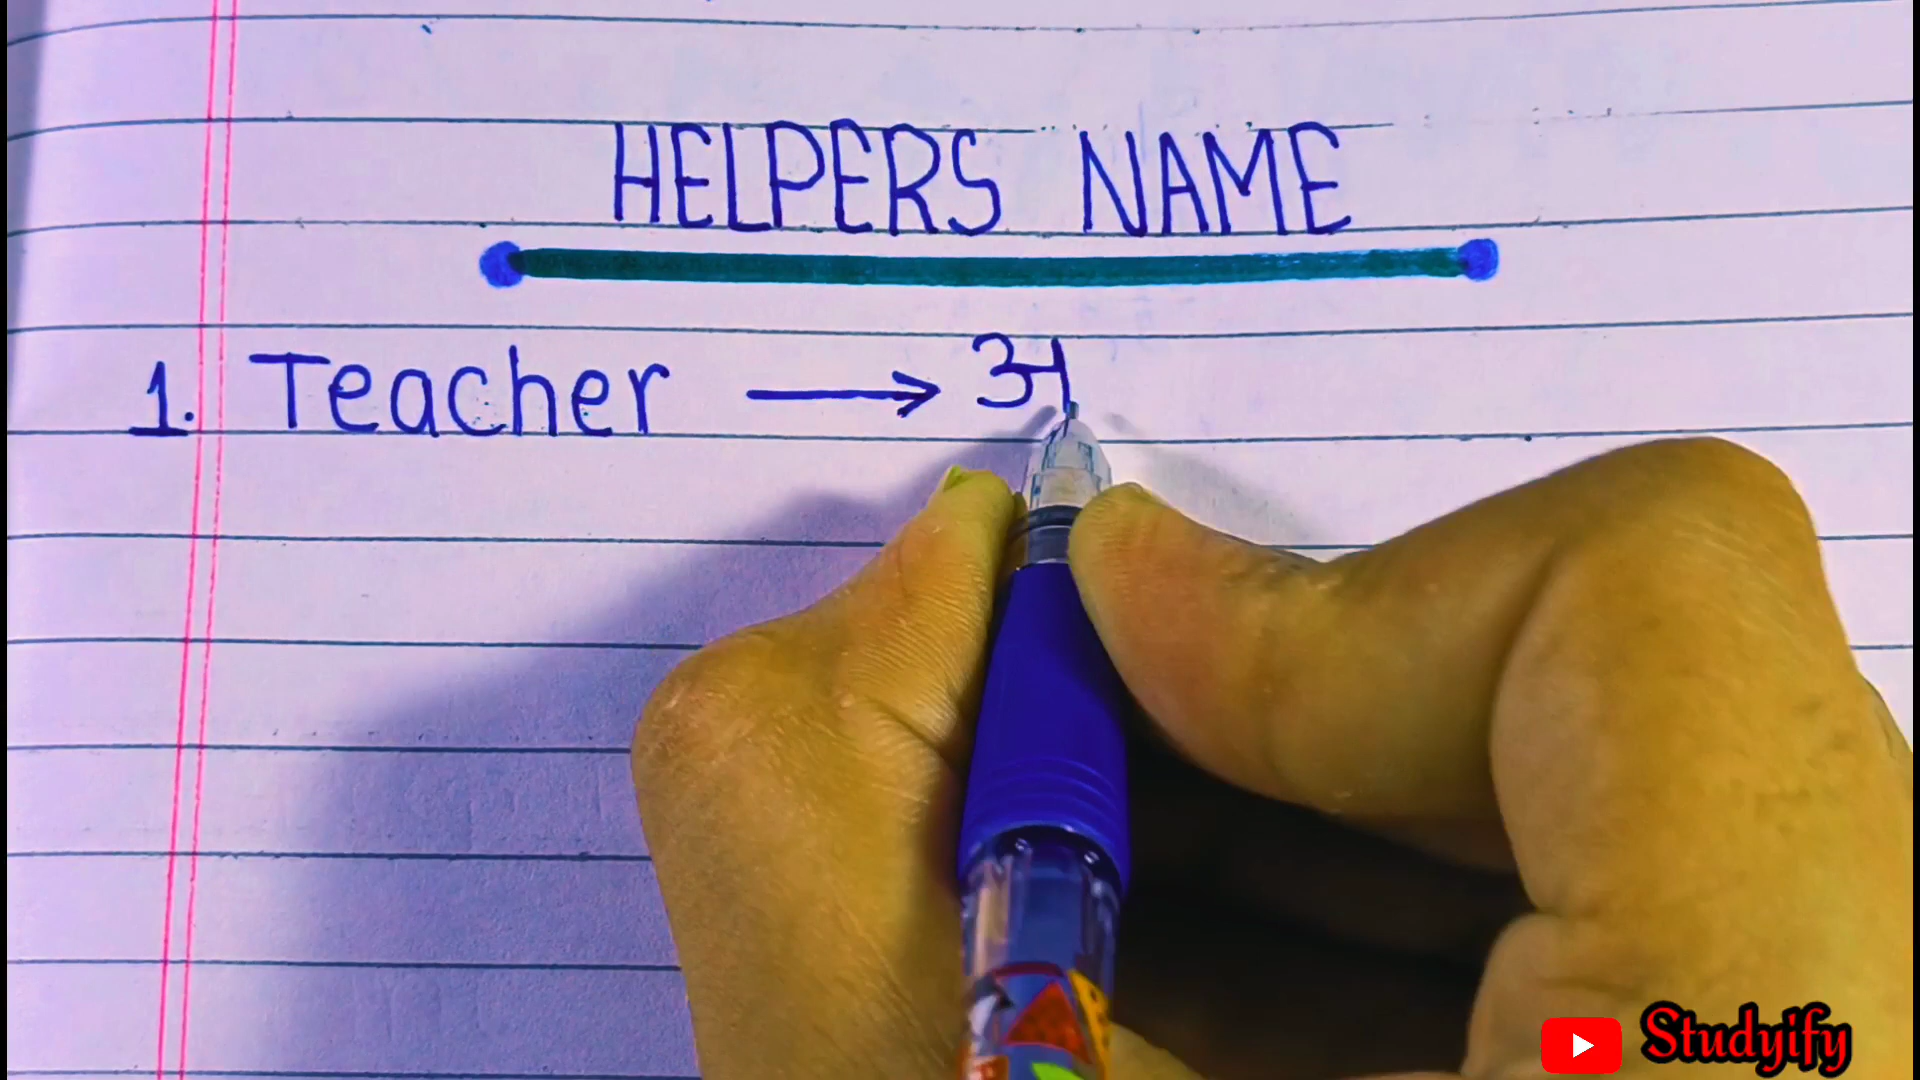 HELPERS NAME
1. Teacher → अ
Studyify